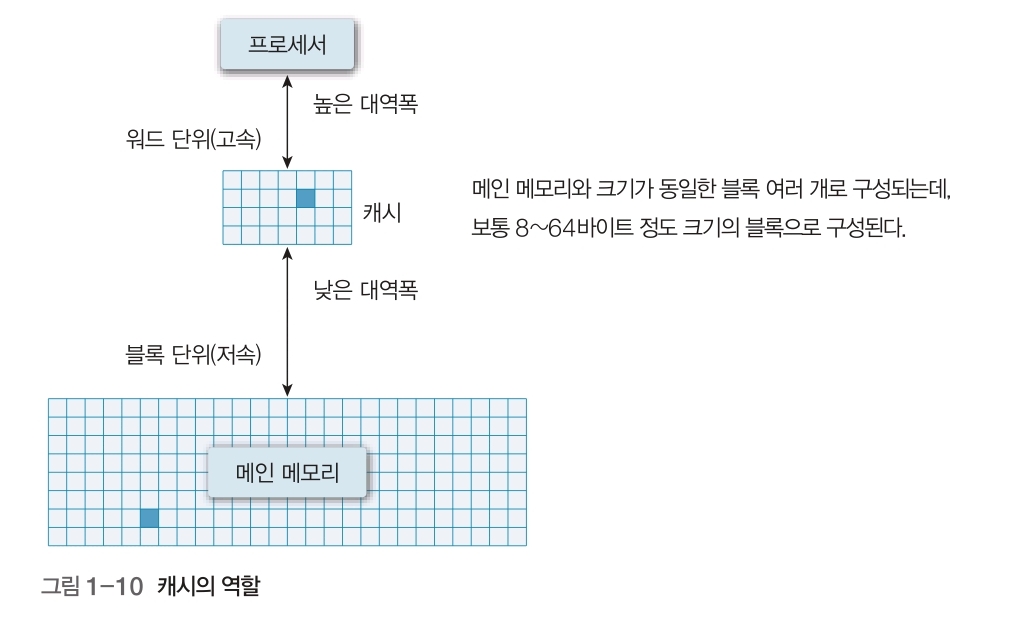 프로세서
높은 대역폭
워드 단위(고속)
메인 메모리와 크기가 동일한 블록 여러 개로 구성되는데,
캐시
보통 8~64바이트 정도 크기의 블록으로 구성된다.
낮은 대역폭
블록 단위(저속)
메인 메모리
그림 1-10 캐시의 역할